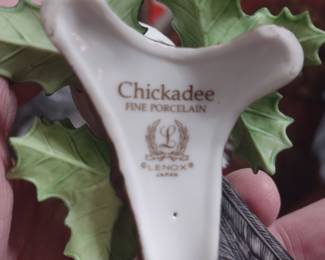 Chickadee
FINE PORCELAIN
L
© LENOX ®
JAPAN